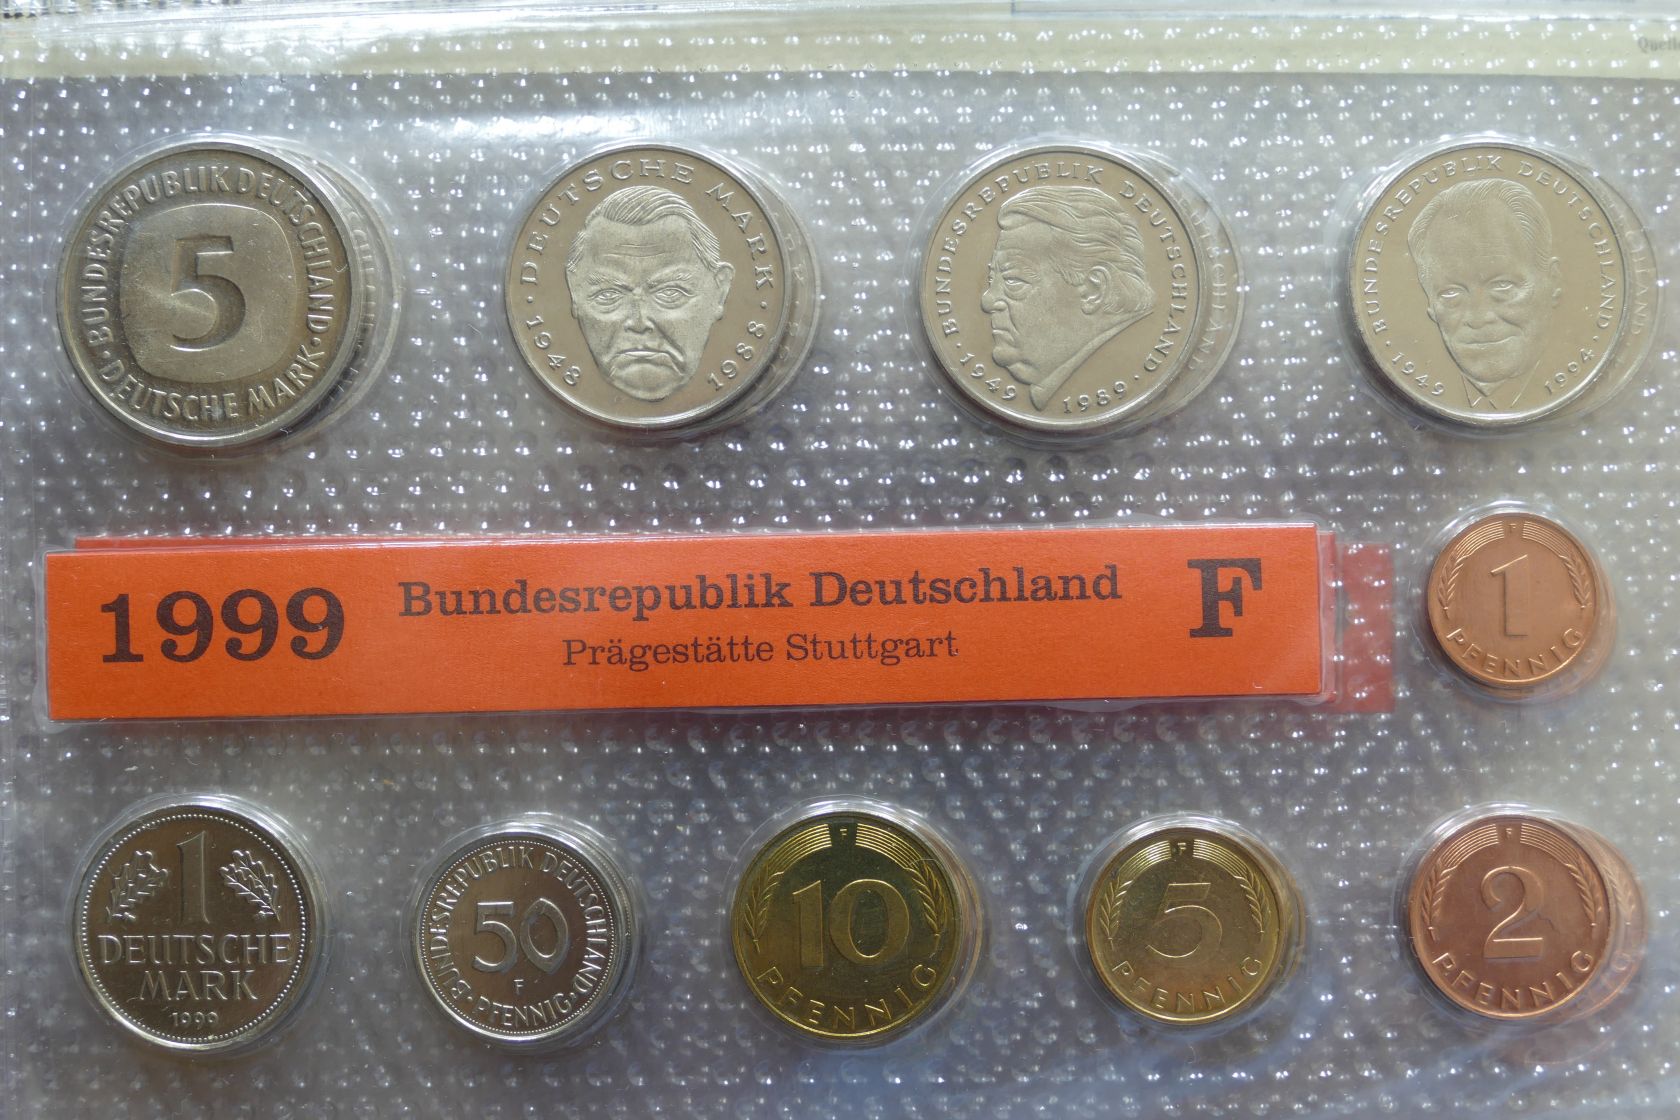 Quelle
BUNDESREPUBLIK DEUTSCHLAND
5
DEUTSCHE MARK
DEUTSCHE MARK
1948 1988
BUNDESREPUBLIK DEUTSCHLAND
1949 1989
BUNDESREPUBLIK DEUTSCHLAND
1949 1994
1999 Bundesrepublik Deutschland F
Prägestätte Stuttgart
F
1
PFENNIG
1
DEUTSCHE
MARK
1999
BUNDESREPUBLIK DEUTSCHLAND
50
F
PFENNIG
F
10
PFENNIG
F
5
PFENNIG
F
2
PFENNIG